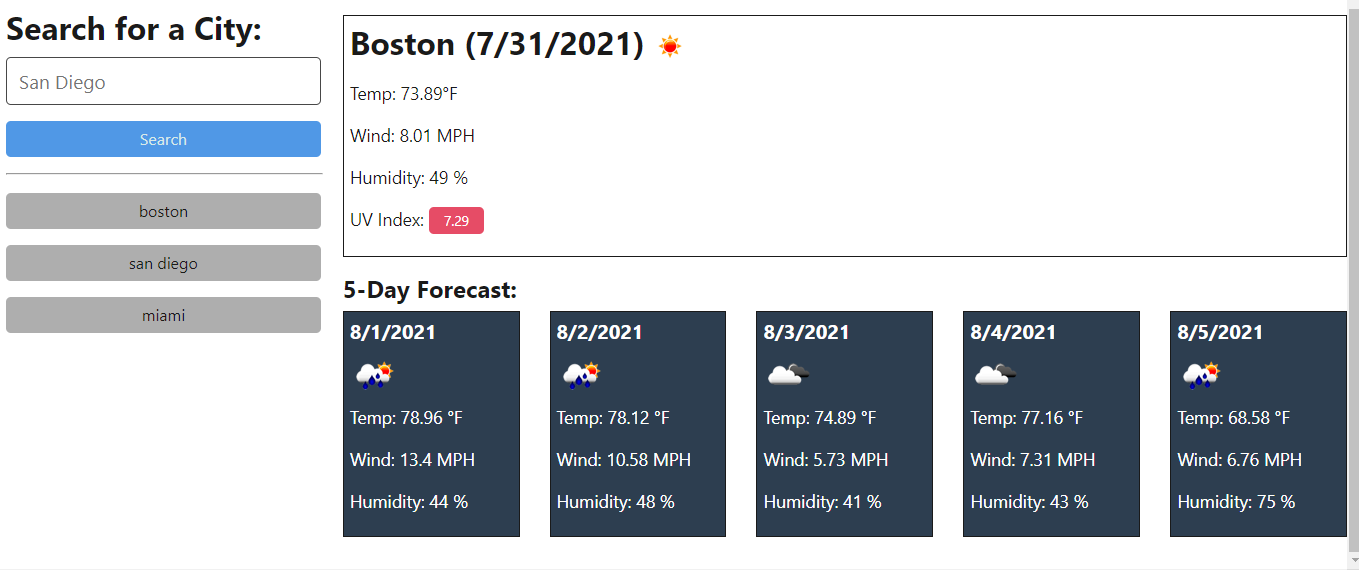 Search for a City:
San Diego
Search
boston
san diego
miami
Boston (7/31/2021)
Temp: 73.89°F
Wind: 8.01 MPH
Humidity: 49 %
UV Index: 7.29
5-Day Forecast:
8/1/2021
Temp: 78.96 °F
Wind: 13.4 MPH
Humidity: 44 %
8/2/2021
Temp: 78.12 °F
Wind: 10.58 MPH
Humidity: 48 %
8/3/2021
Temp: 74.89 °F
Wind: 5.73 MPH
Humidity: 41 %
8/4/2021
Temp: 77.16 °F
Wind: 7.31 MPH
Humidity: 43 %
8/5/2021
Temp: 68.58 °F
Wind: 6.76 MPH
Humidity: 75 %